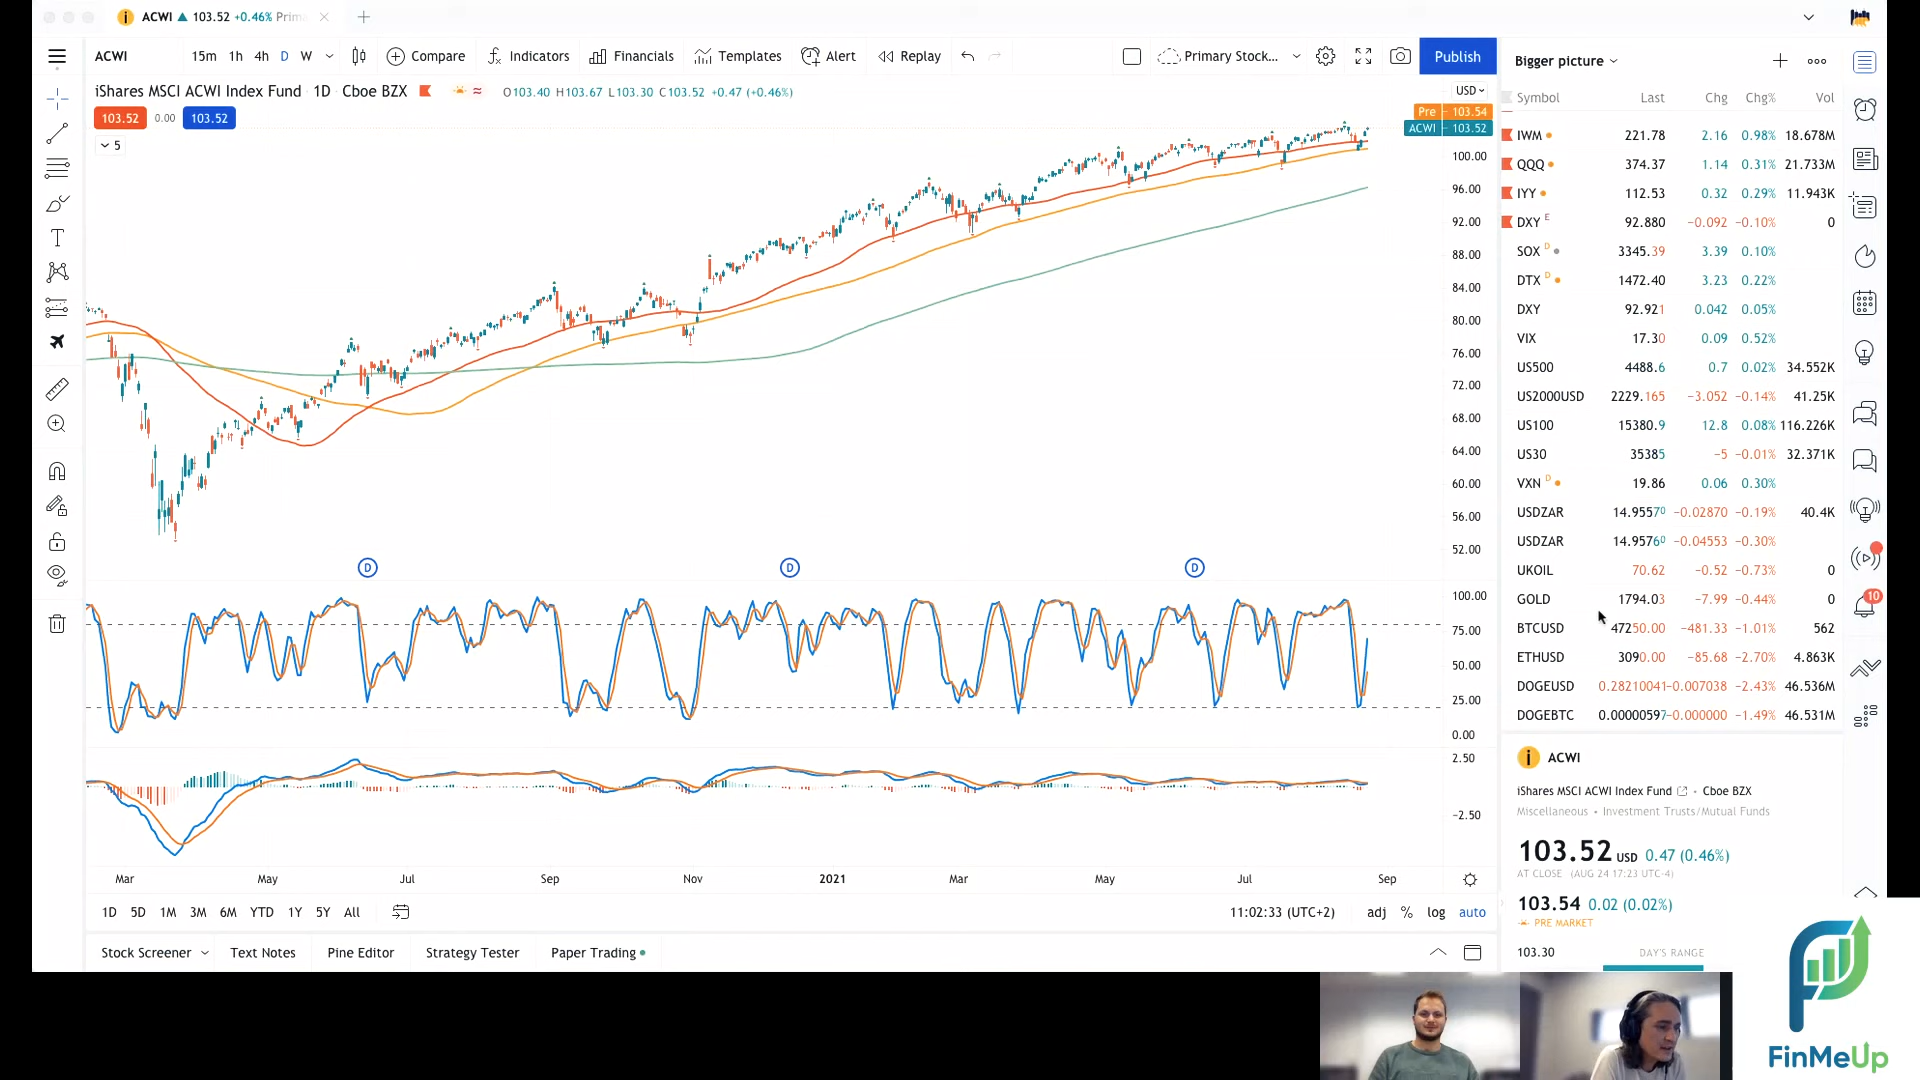 ACWI ▲ 103.52 +0.46% Prim
ACWI 15m 1h 4h D W Compare Indicators Financials Templates Alert Replay Primary Stock... Publish
iShares MSCI ACWI Index Fund · 1D · Cboe BZX O103.40 H103.67 L103.30 C103.52 +0.47 (+0.46%)
103.52 0.00 103.52
5
USD
Pre 103.54
ACWI 103.52
100.00
96.00
92.00
88.00
84.00
80.00
76.00
72.00
68.00
64.00
60.00
56.00
52.00
D D D
100.00
75.00
50.00
25.00
0.00
2.50
−2.50
Mar May Jul Sep Nov 2021 Mar May Jul Sep
1D 5D 1M 3M 6M YTD 1Y 5Y All 11:02:33 (UTC+2) adj % log auto
Stock Screener Text Notes Pine Editor Strategy Tester Paper Trading
Bigger picture
Symbol Last Chg Chg% Vol
IWM 221.78 2.16 0.98% 18.678M
QQQ 374.37 1.14 0.31% 21.733M
IYY 112.53 0.32 0.29% 11.943K
DXY E 92.880 −0.092 −0.10% 0
SOX D 3345.39 3.39 0.10%
DTX D 1472.40 3.23 0.22%
DXY 92.921 0.042 0.05%
VIX 17.30 0.09 0.52%
US500 4488.6 0.7 0.02% 34.552K
US2000USD 2229.165 −3.052 −0.14% 41.25K
US100 15380.9 12.8 0.08% 116.226K
US30 35385 −5 −0.01% 32.371K
VXN D 19.86 0.06 0.30%
USDZAR 14.95570 −0.02870 −0.19% 40.4K
USDZAR 14.95760 −0.04553 −0.30%
UKOIL 70.62 −0.52 −0.73% 0
GOLD 1794.03 −7.99 −0.44% 0
BTCUSD 47250.00 −481.33 −1.01% 562
ETHUSD 3090.00 −85.68 −2.70% 4.863K
DOGEUSD 0.28210041 −0.007038 −2.43% 46.536M
DOGEBTC 0.00000597 −0.000000 −1.49% 46.531M
10
ACWI
iShares MSCI ACWI Index Fund • Cboe BZX
Miscellaneous • Investment Trusts/Mutual Funds
103.52 USD 0.47 (0.46%)
AT CLOSE (AUG 24 17:23 UTC-4)
103.54 0.02 (0.02%)
PRE MARKET
103.30 DAY'S RANGE
FinMeUp